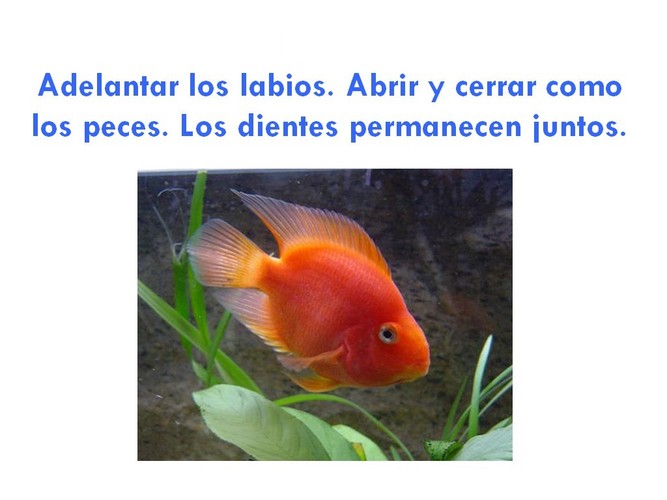 Adelantar los labios. Abrir y cerrar como
los peces. Los dientes permanecen juntos.